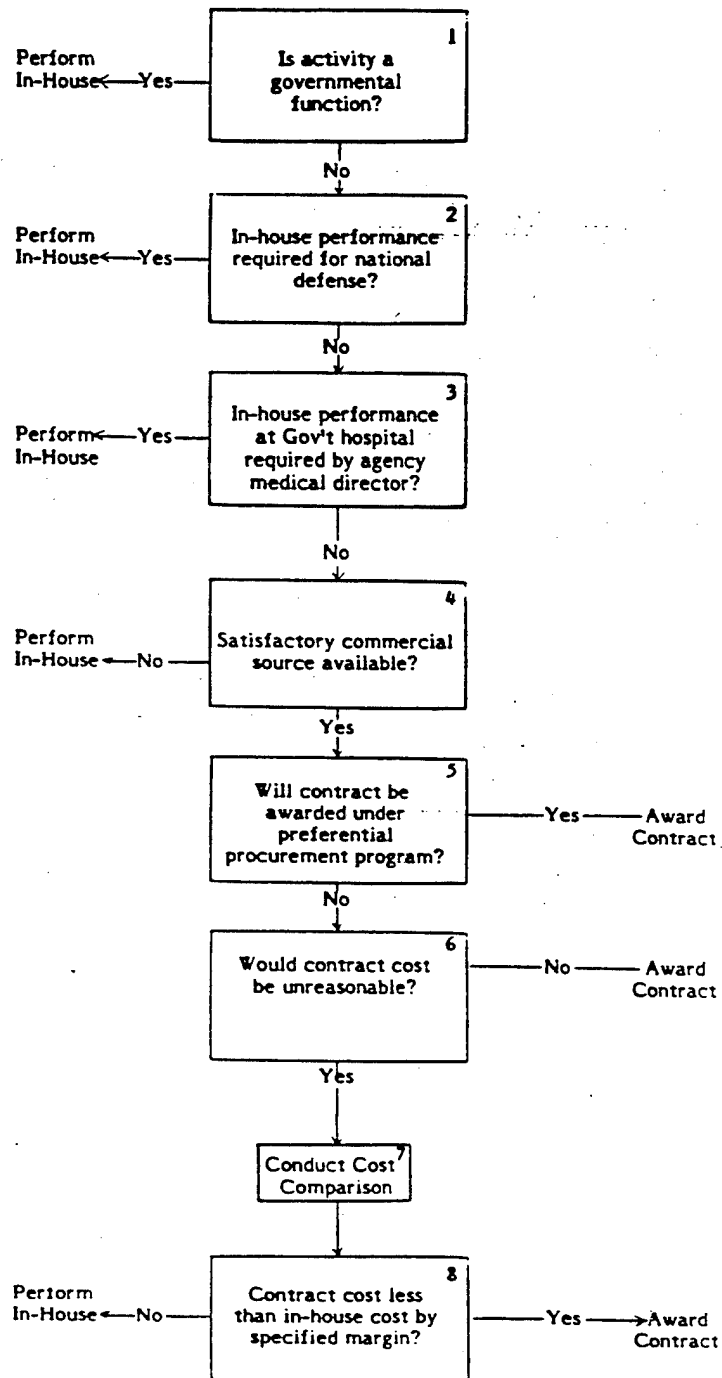 1
Is activity a
governmental
function?
Yes
Perform
In-House
No
2
In-house performance
required for national
defense?
Yes
Perform
In-House
No
3
In-house performance
at Gov't hospital
required by agency
medical director?
Yes
Perform
In-House
No
4
Satisfactory commercial
source available?
No
Perform
In-House
Yes
5
Will contract be
awarded under
preferential
procurement program?
Yes
Award
Contract
No
6
Would contract cost
be unreasonable?
No
Award
Contract
Yes
7
Conduct Cost
Comparison
8
Contract cost less
than in-house cost by
specified margin?
No
Perform
In-House
Yes
Award
Contract